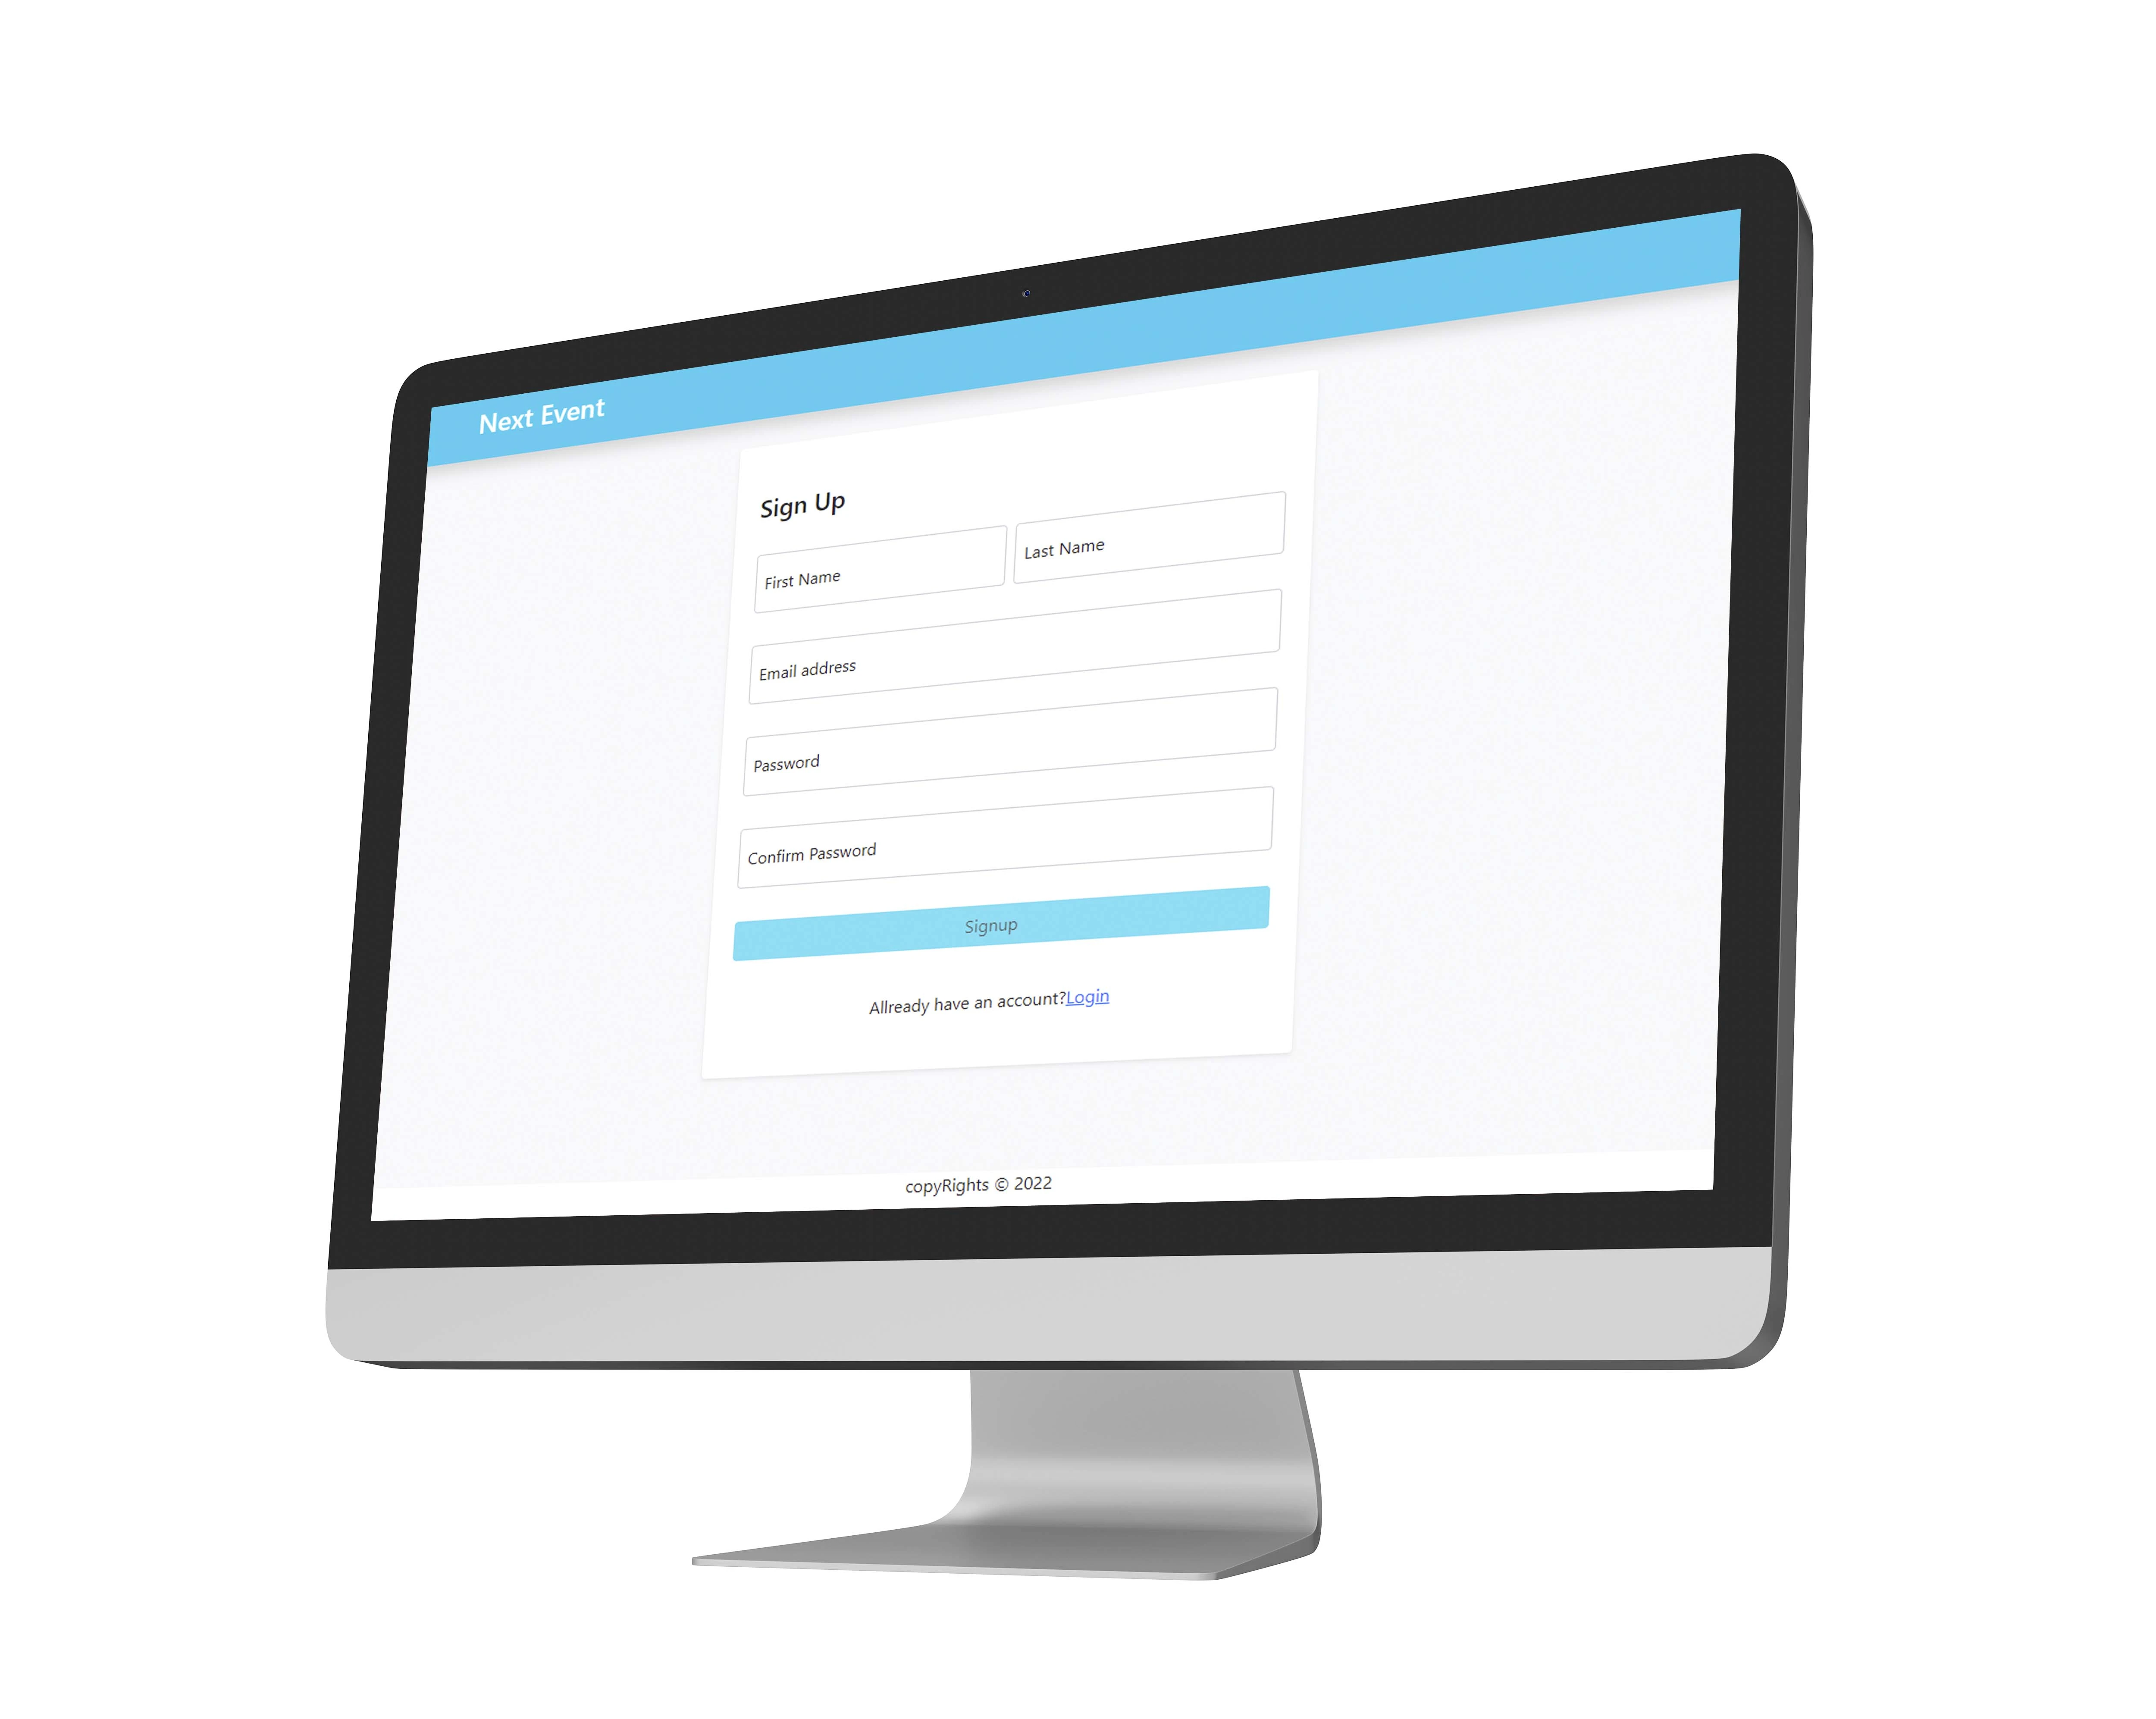 Next Event
Sign Up
First Name
Last Name
Email address
Password
Confirm Password
Signup
Allready have an account?Login
copyRights © 2022